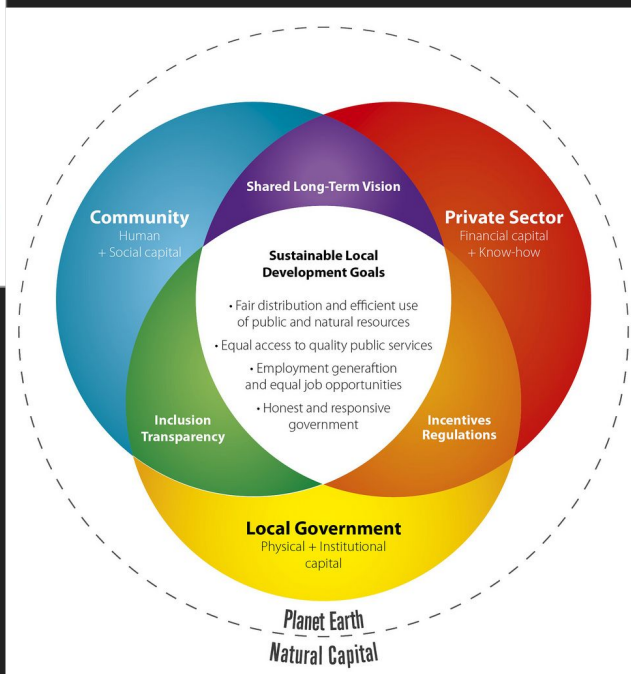 Shared Long-Term Vision
Community
Human
+ Social capital
Private Sector
Financial capital
+ Know-how
Sustainable Local
Development Goals
• Fair distribution and efficient use
of public and natural resources
• Equal access to quality public services
• Employment generaftion
and equal job opportunities
• Honest and responsive
government
Inclusion
Transparency
Incentives
Regulations
Local Government
Physical + Institutional
capital
Planet Earth
Natural Capital